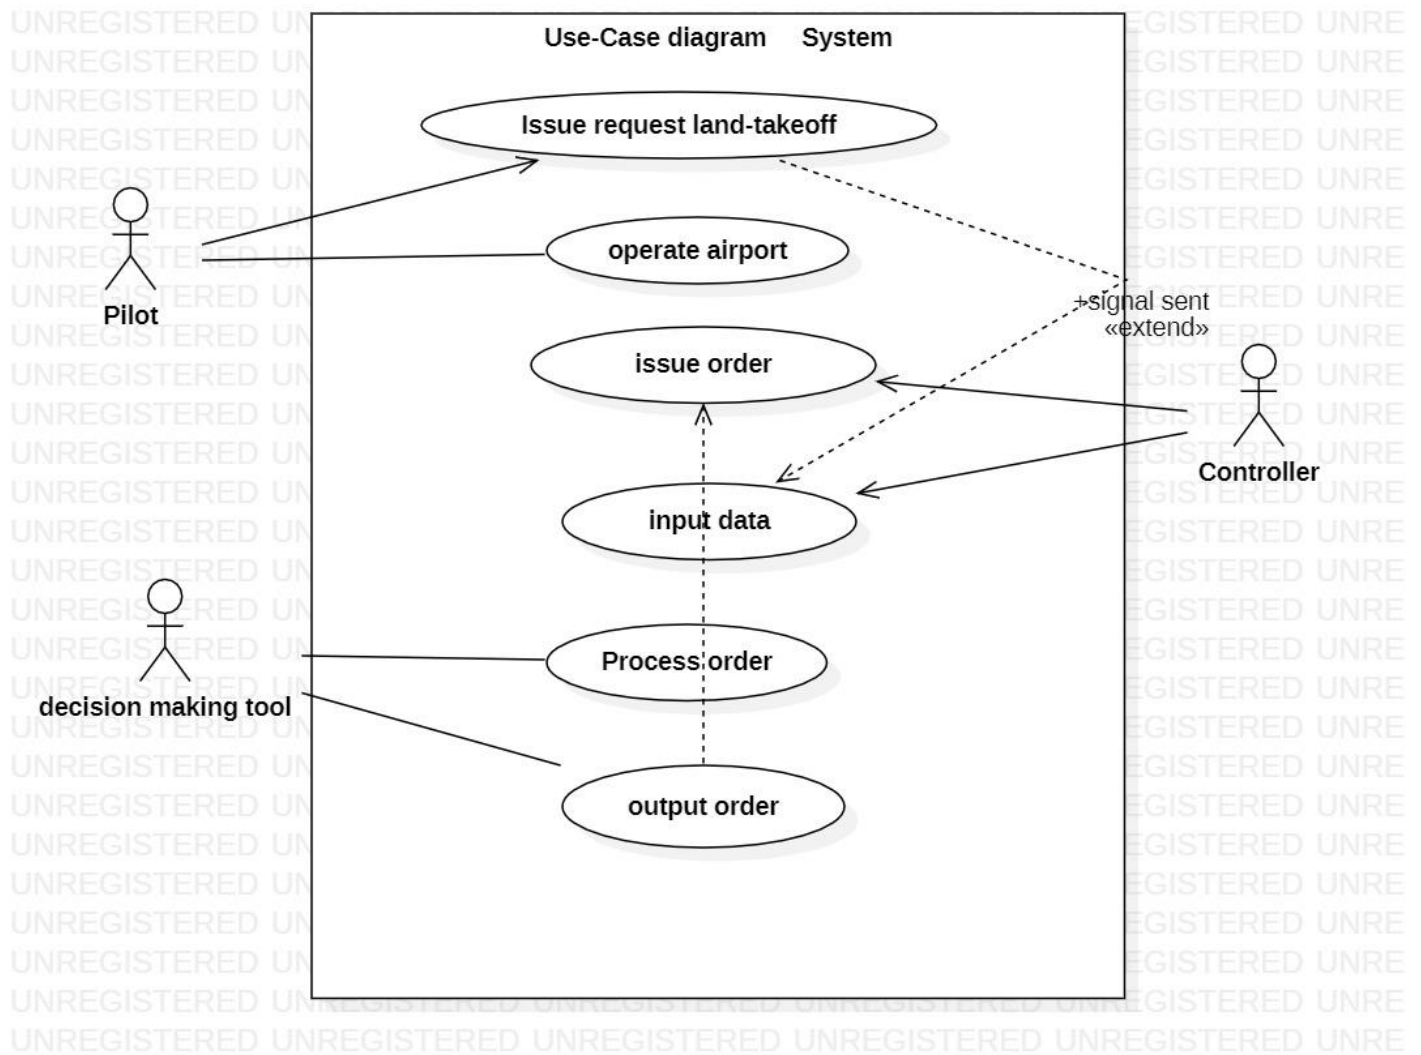 Use-Case diagram System
Issue request land-takeoff
operate airport
Pilot
+signal sent
«extend»
issue order
Controller
input data
Process order
decision making tool
output order
UNREGISTERED UNREGISTERED UNREGISTERED UNREGISTERED UNREGISTERED UNRE